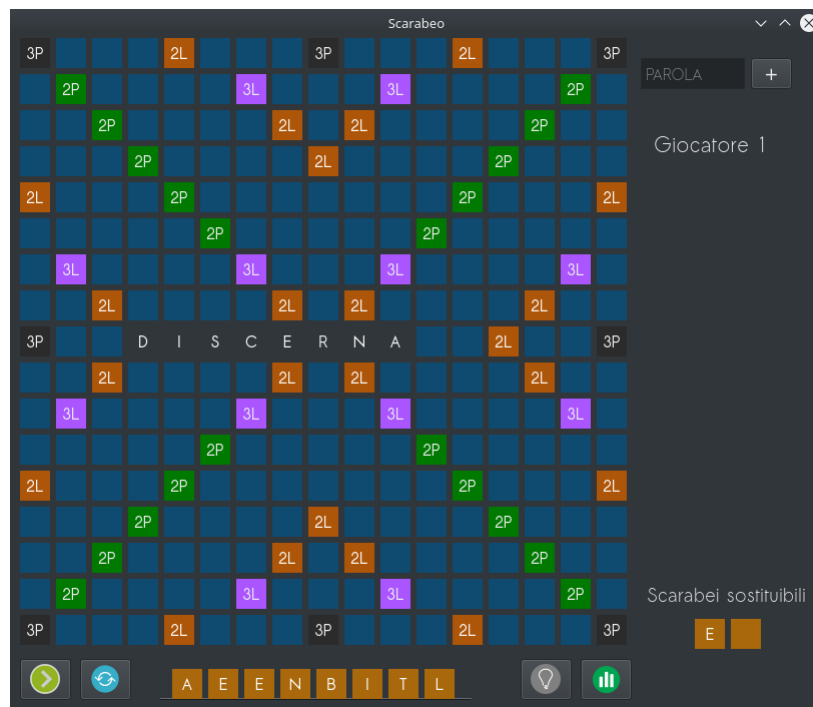 Scarabeo
3P 2L 3P 2L 3P
2P 3L 3L 2P
PAROLA +
2P 2L 2L 2P
Giocatore 1
2P 2L 2P
2L 2P 2P 2L
2P 2P
3L 3L 3L 3L
2L 2L 2L 2L
3P D I S C E R N A 2L 3P
2L 2L 2L 2L
3L 3L 3L 3L
2P 2P
2L 2P 2P 2L
2P 2L 2P
2P 2L 2L 2P
2P 3L 3L 2P
Scarabei sostituibili
3P 2L 3P 2L 3P
E
A E E N B I T L